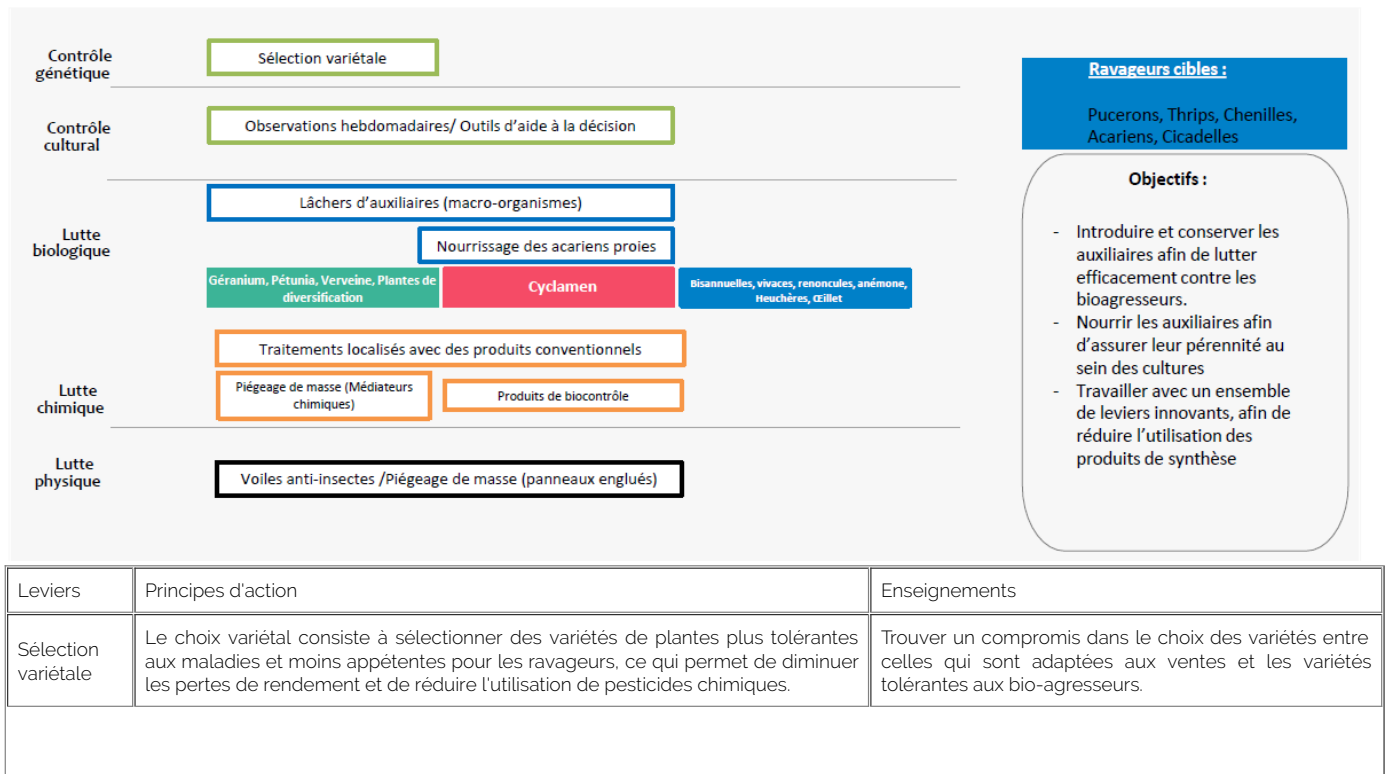 Contrôle
génétique
Sélection variétale
Contrôle
cultural
Observations hebdomadaires/ Outils d'aide à la décision
Lutte
biologique
Lâchers d'auxiliaires (macro-organismes)
Nourrissage des acariens proies
Géranium, Pétunia, Verveine, Plantes de
diversification
Cyclamen
Bisannuelles, vivaces, renoncules, anémone,
Heuchères, Œillet
Lutte
chimique
Traitements localisés avec des produits conventionnels
Piégeage de masse (Médiateurs
chimiques)
Produits de biocontrôle
Lutte
physique
Voiles anti-insectes /Piégeage de masse (panneaux englués)
Ravageurs cibles :
Pucerons, Thrips, Chenilles,
Acariens, Cicadelles
Objectifs :
- Introduire et conserver les
auxiliaires afin de lutter
efficacement contre les
bioagresseurs.
- Nourrir les auxiliaires afin
d'assurer leur pérennité au
sein des cultures
- Travailler avec un ensemble
de leviers innovants, afin de
réduire l'utilisation des
produits de synthèse
Leviers
Principes d'action
Enseignements
Sélection
variétale
Le choix variétal consiste à sélectionner des variétés de plantes plus tolérantes
aux maladies et moins appétentes pour les ravageurs, ce qui permet de diminuer
les pertes de rendement et de réduire l'utilisation de pesticides chimiques.
Trouver un compromis dans le choix des variétés entre
celles qui sont adaptées aux ventes et les variétés
tolérantes aux bio-agresseurs.